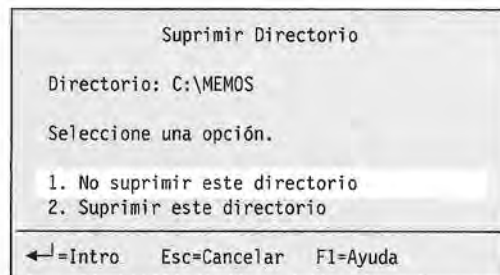 Suprimir Directorio
Directorio: C:\MEMOS
Seleccione una opción.
1. No suprimir este directorio
2. Suprimir este directorio
↵=Intro Esc=Cancelar F1=Ayuda